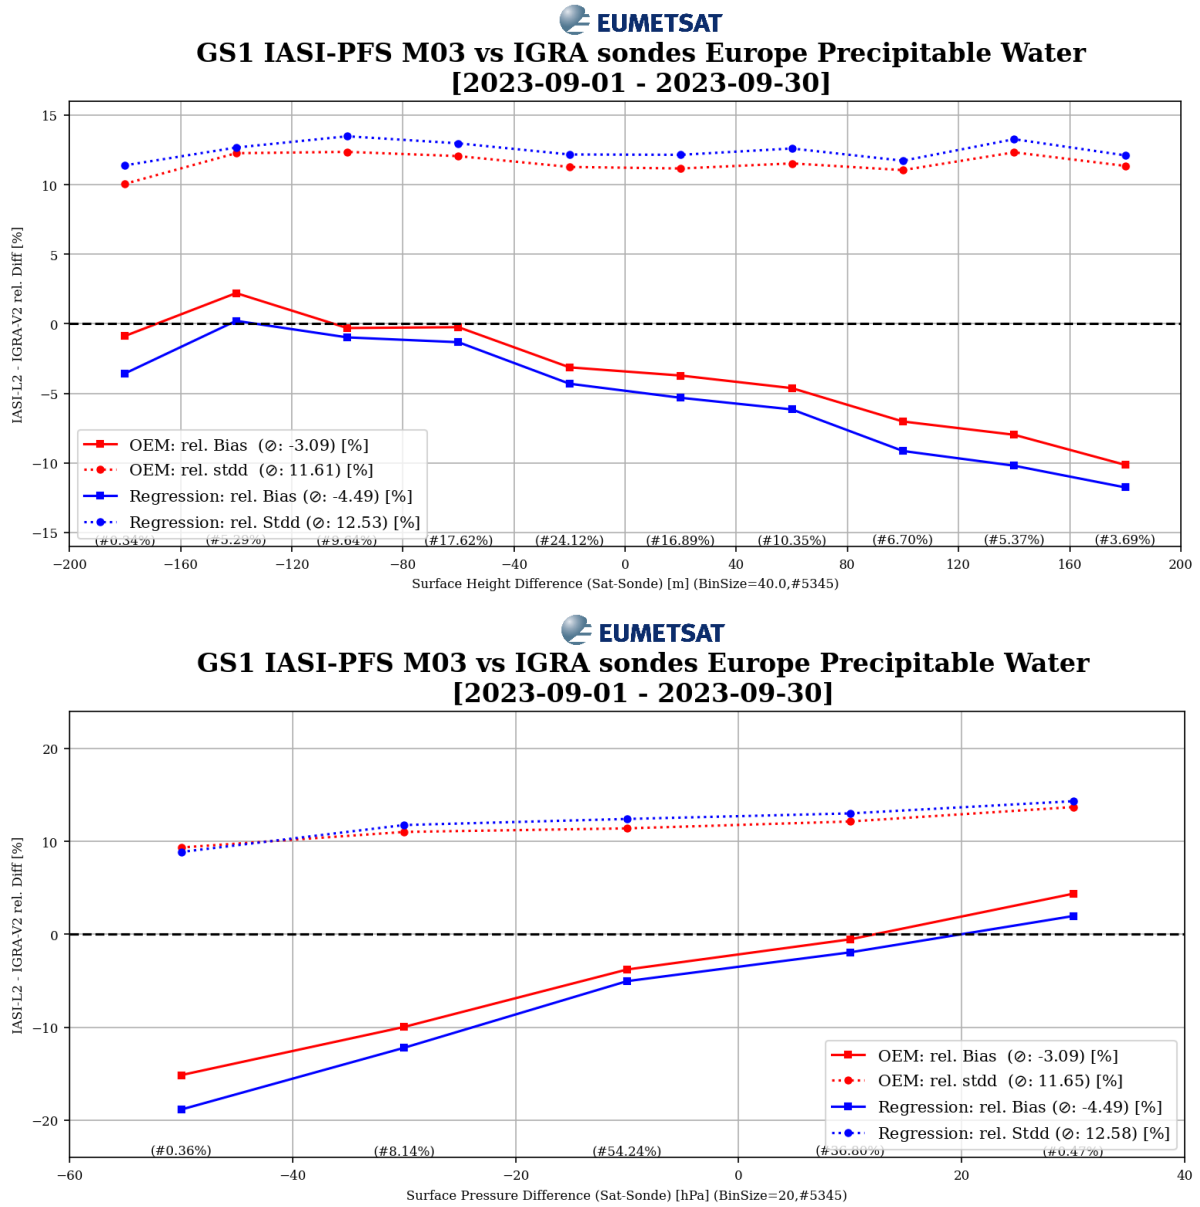 EUMETSAT
GS1 IASI-PFS M03 vs IGRA sondes Europe Precipitable Water
[2023-09-01 - 2023-09-30]
IASI-L2 - IGRA-V2 rel. Diff [%]
15
10
5
0
−5
−10
−15
OEM: rel. Bias (⊘: -3.09) [%]
OEM: rel. stdd (⊘: 11.61) [%]
Regression: rel. Bias (⊘: -4.49) [%]
Regression: rel. Stdd (⊘: 12.53) [%]
(#0.34%) (#5.29%) (#9.64%) (#17.62%) (#24.12%) (#16.89%) (#10.35%) (#6.70%) (#5.37%) (#3.69%)
−200 −160 −120 −80 −40 0 40 80 120 160 200
Surface Height Difference (Sat-Sonde) [m] (BinSize=40.0,#5345)
EUMETSAT
GS1 IASI-PFS M03 vs IGRA sondes Europe Precipitable Water
[2023-09-01 - 2023-09-30]
IASI-L2 - IGRA-V2 rel. Diff [%]
20
10
0
−10
−20
OEM: rel. Bias (⊘: -3.09) [%]
OEM: rel. stdd (⊘: 11.65) [%]
Regression: rel. Bias (⊘: -4.49) [%]
Regression: rel. Stdd (⊘: 12.58) [%]
(#0.36%) (#8.14%) (#54.24%) (#36.80%) (#0.47%)
−60 −40 −20 0 20 40
Surface Pressure Difference (Sat-Sonde) [hPa] (BinSize=20,#5345)